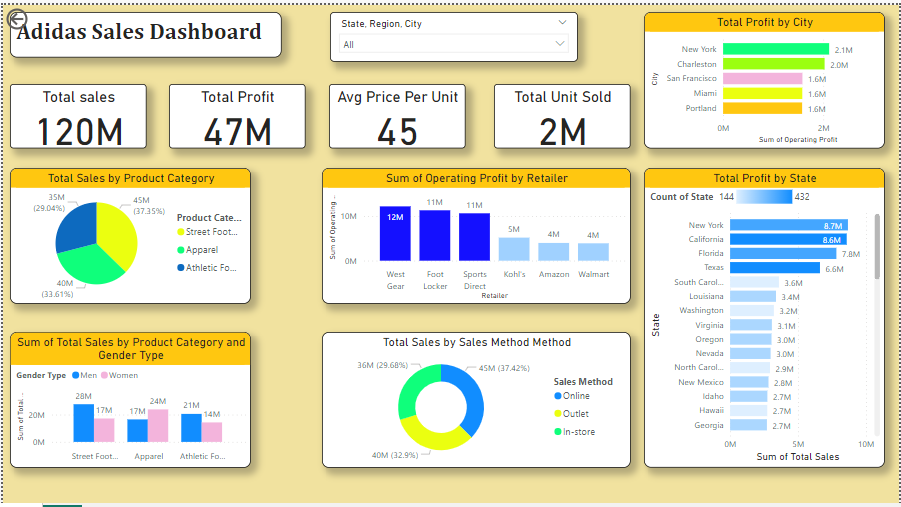 Adidas Sales Dashboard
State, Region, City
All
Total sales
120M
Total Profit
47M
Avg Price Per Unit
45
Total Unit Sold
2M
Total Profit by City
City
New York
2.1M
Charleston
2.0M
San Francisco
1.6M
Miami
1.6M
Portland
1.6M
0M
2M
Sum of Operating Profit
Total Sales by Product Category
35M
(29.04%)
45M
(37.35%)
40M
(33.61%)
Product Cate...
Street Foot...
Apparel
Athletic Fo...
Sum of Operating Profit by Retailer
Sum of Operating...
10M
0M
12M
11M
11M
5M
4M
4M
West
Gear
Foot
Locker
Sports
Direct
Kohl's
Amazon
Walmart
Retailer
Total Profit by State
Count of State 144 432
State
New York
8.7M
California
8.6M
Florida
7.8M
Texas
6.6M
South Carol...
3.6M
Louisiana
3.4M
Washington
3.2M
Virginia
3.1M
Oregon
3.0M
Nevada
3.0M
North Carol...
2.9M
New Mexico
2.8M
Idaho
2.7M
Hawaii
2.7M
Georgia
2.7M
0M
5M
10M
Sum of Total Sales
Sum of Total Sales by Product Category and
Gender Type
Gender Type Men Women
Sum of Total...
20M
0M
28M
17M
17M
24M
21M
14M
Street Foot...
Apparel
Athletic Fo...
Total Sales by Sales Method Method
36M (29.68%)
45M (37.42%)
40M (32.9%)
Sales Method
Online
Outlet
In-store